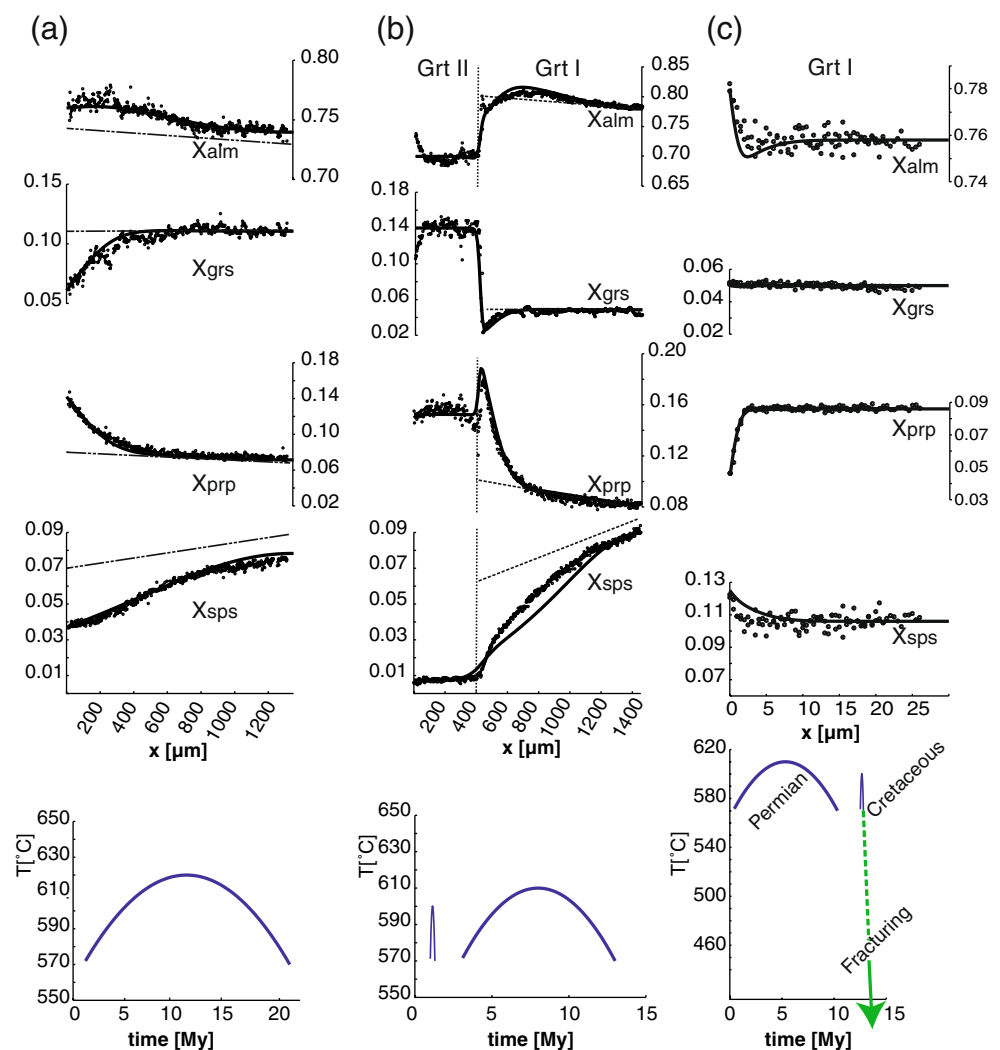 (a)
(b)
(c)
Grt II
Grt I
Grt I
0.80
0.75
0.70
Xalm
0.85
0.80
0.75
0.70
0.65
Xalm
0.78
0.76
0.74
Xalm
0.15
0.10
0.05
Xgrs
0.14
0.10
0.06
0.02
Xgrs
0.06
0.04
0.02
Xgrs
0.18
0.14
0.10
0.06
0.02
Xprp
0.20
0.16
0.12
0.08
Xprp
0.09
0.07
0.05
0.03
Xprp
0.09
0.07
0.05
0.03
0.01
Xsps
0.09
0.07
0.05
0.03
0.01
Xsps
0.13
0.11
0.09
0.07
Xsps
200 400 600 800 1000 1200
x [µm]
200 400 600 800 1000 1200 1400
x [µm]
0 5 10 15 20 25
x [µm]
T[˚C]
650
630
610
590
570
550
0 5 10 15 20
time [My]
T[˚C]
650
630
610
590
570
550
0 5 10 15
time [My]
T[˚C]
620
580
540
500
460
Permian
Cretaceous
Fracturing
0 5 10 15
time [My]